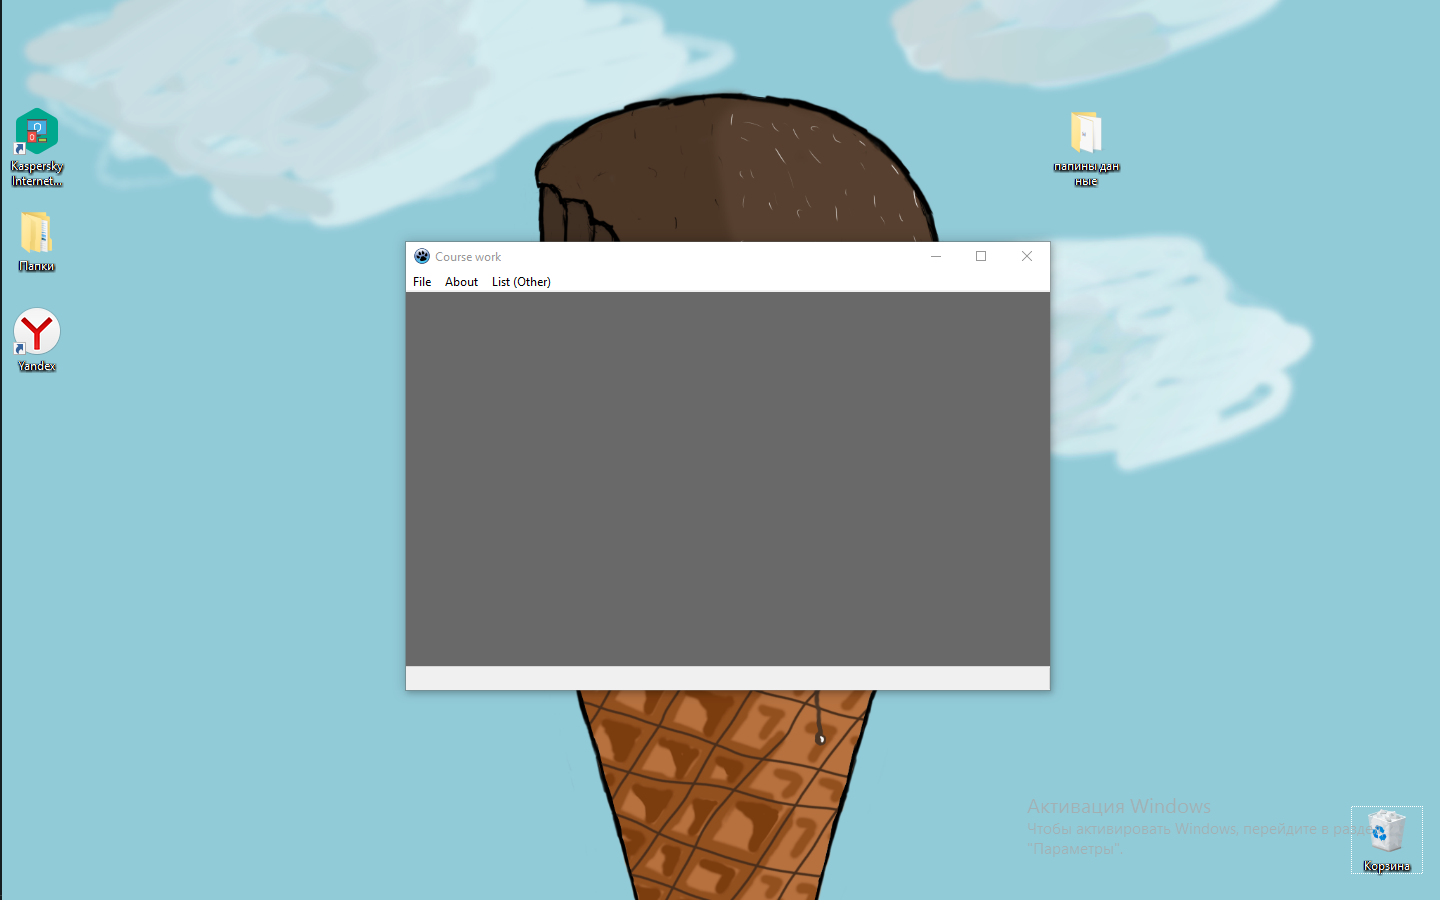 Kaspersky
Internet...
Папки
Yandex
папины дан
ные
Course work
File About List (Other)
Активация Windows
Чтобы активировать Windows, перейдите в раздел
"Параметры".
Корзина